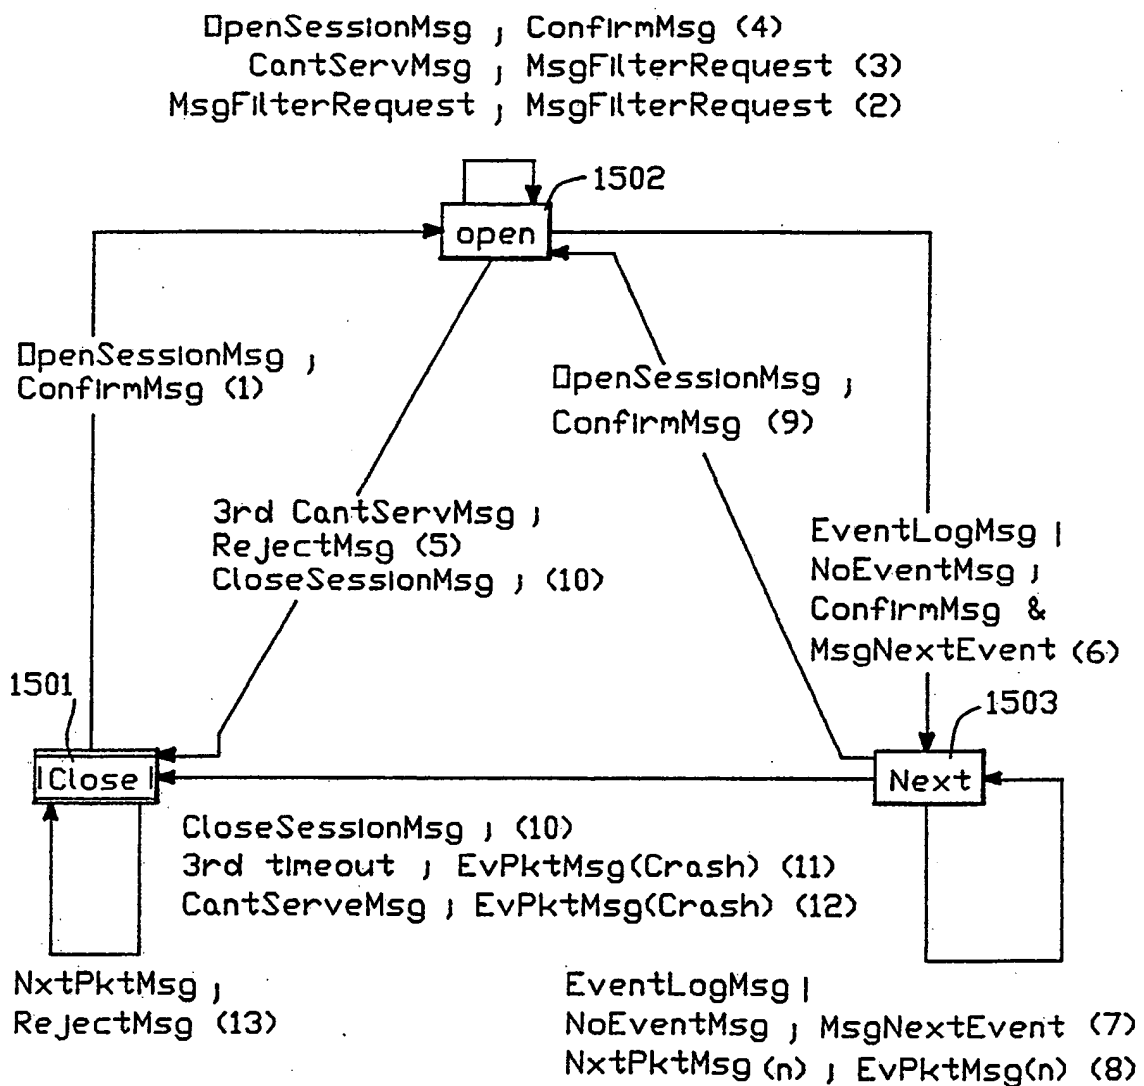 OpenSessionMsg ; ConfirmMsg (4)
CantServMsg ; MsgFilterRequest (3)
MsgFilterRequest ; MsgFilterRequest (2)
1502
open
OpenSessionMsg ;
ConfirmMsg (1)
OpenSessionMsg ;
ConfirmMsg (9)
3rd CantServMsg ;
RejectMsg (5)
CloseSessionMsg ; (10)
EventLogMsg |
NoEventMsg ;
ConfirmMsg &
MsgNextEvent (6)
1501
1503
|Close|
Next
CloseSessionMsg ; (10)
3rd timeout ; EvPktMsg(Crash) (11)
CantServeMsg ; EvPktMsg(Crash) (12)
NxtPktMsg ;
RejectMsg (13)
EventLogMsg |
NoEventMsg ; MsgNextEvent (7)
NxtPktMsg (n) ; EvPktMsg(n) (8)